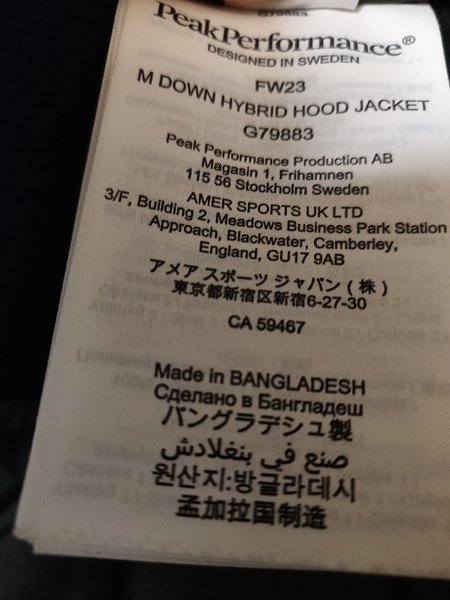 G79883
PeakPerformance®
DESIGNED IN SWEDEN
FW23
M DOWN HYBRID HOOD JACKET
G79883
Peak Performance Production AB
Magasin 1, Frihamnen
115 56 Stockholm Sweden
AMER SPORTS UK LTD
3/F, Building 2, Meadows Business Park Station
Approach, Blackwater, Camberley,
England, GU17 9AB
アメア スポーツ ジャパン ( 株 )
東京都新宿区新宿6-27-30
CA 59467
Made in BANGLADESH
Сделано в Бангладеш
バングラデシュ製
صنع في بنغلادش
원산지:방글라데시
孟加拉国制造